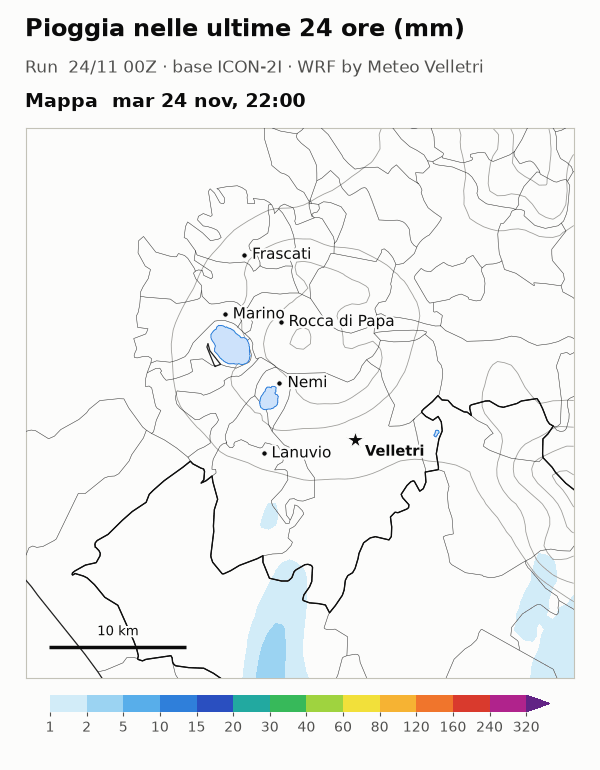 Pioggia nelle ultime 24 ore (mm)
Run  24/11 00Z · base ICON-2I · WRF by Meteo Velletri
Mappa  mar 24 nov, 22:00
Frascati
Marino
Rocca di Papa
Nemi
Velletri
Lanuvio
10 km
1 2 5 10 15 20 30 40 60 80 120 160 240 320